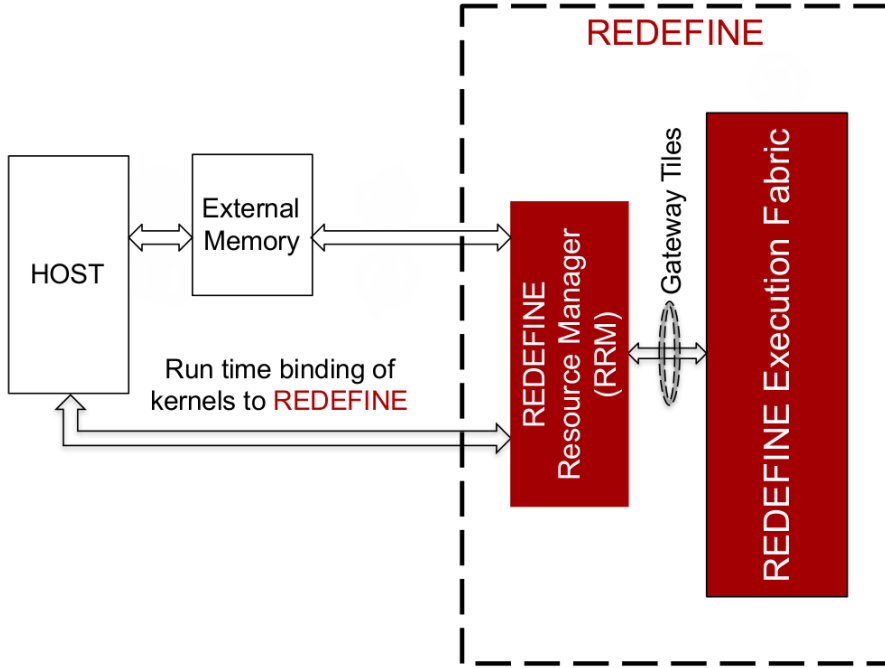 REDEFINE
HOST
External
Memory
Run time binding of
kernels to REDEFINE
REDEFINE
Resource Manager
(RRM)
Gateway Tiles
REDEFINE Execution Fabric